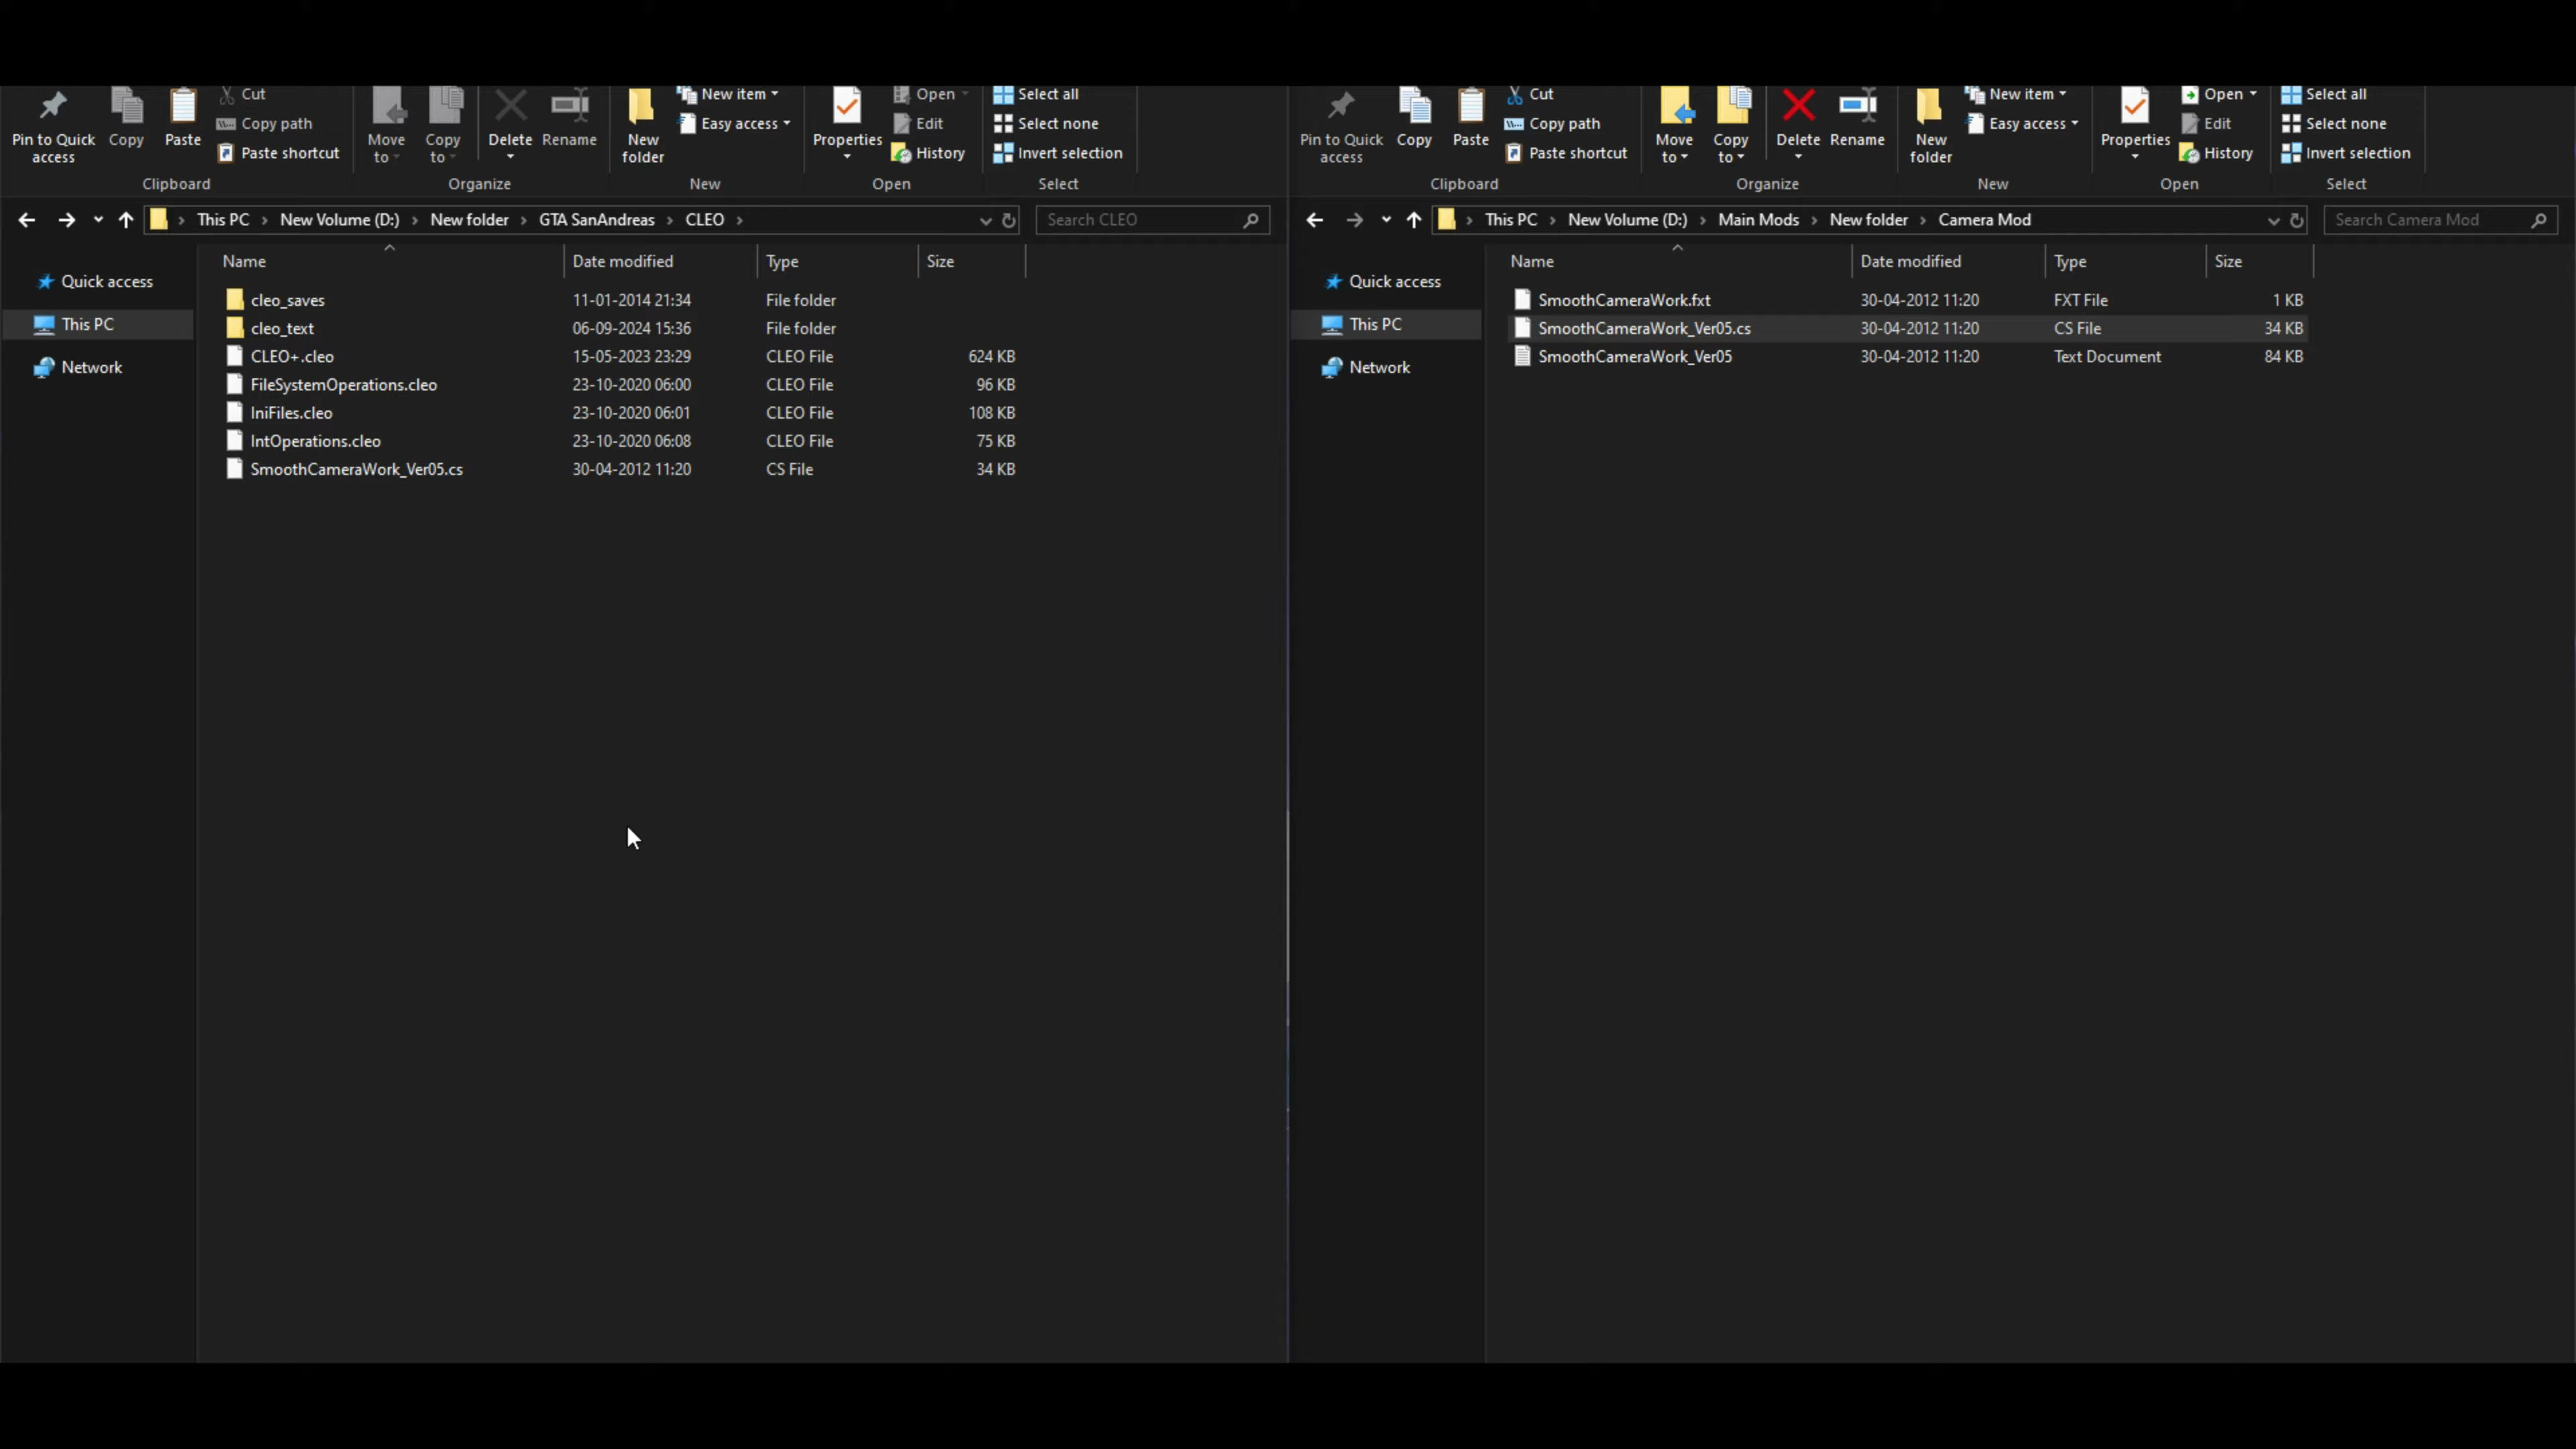 Pin to Quick access
Copy
Paste
Cut
Copy path
Paste shortcut
Clipboard
Move to
Copy to
Delete
Rename
Organize
New folder
New item
Easy access
New
Properties
Open
Edit
History
Open
Select all
Select none
Invert selection
Select
This PC New Volume (D:) New folder GTA SanAndreas CLEO
Search CLEO
Quick access
This PC
Network
Name Date modified Type Size
cleo_saves 11-01-2014 21:34 File folder
cleo_text 06-09-2024 15:36 File folder
CLEO+.cleo 15-05-2023 23:29 CLEO File 624 KB
FileSystemOperations.cleo 23-10-2020 06:00 CLEO File 96 KB
IniFiles.cleo 23-10-2020 06:01 CLEO File 108 KB
IntOperations.cleo 23-10-2020 06:08 CLEO File 75 KB
SmoothCameraWork_Ver05.cs 30-04-2012 11:20 CS File 34 KB
Pin to Quick access
Copy
Paste
Cut
Copy path
Paste shortcut
Clipboard
Move to
Copy to
Delete
Rename
Organize
New folder
New item
Easy access
New
Properties
Open
Edit
History
Open
Select all
Select none
Invert selection
Select
This PC New Volume (D:) Main Mods New folder Camera Mod
Search Camera Mod
Quick access
This PC
Network
Name Date modified Type Size
SmoothCameraWork.fxt 30-04-2012 11:20 FXT File 1 KB
SmoothCameraWork_Ver05.cs 30-04-2012 11:20 CS File 34 KB
SmoothCameraWork_Ver05 30-04-2012 11:20 Text Document 84 KB